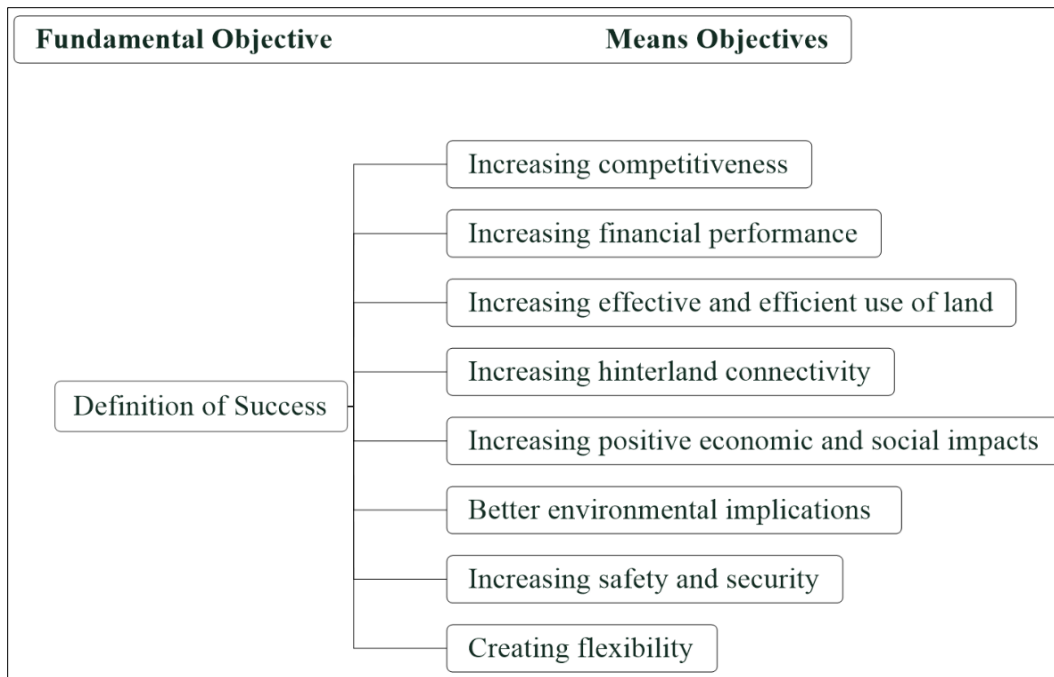 Fundamental Objective Means Objectives
Increasing competitiveness
Increasing financial performance
Increasing effective and efficient use of land
Increasing hinterland connectivity
Definition of Success
Increasing positive economic and social impacts
Better environmental implications
Increasing safety and security
Creating flexibility